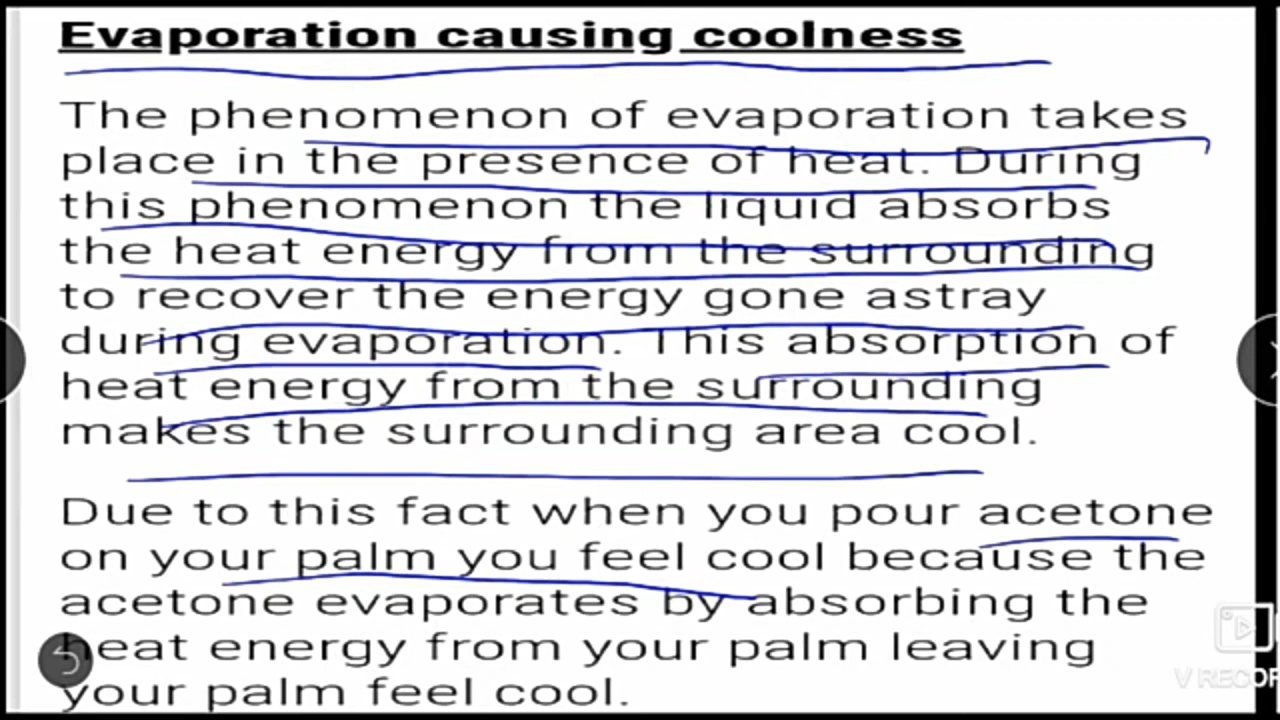 Evaporation causing coolness
The phenomenon of evaporation takes
place in the presence of heat. During
this phenomenon the liquid absorbs
the heat energy from the surrounding
to recover the energy gone astray
during evaporation. This absorption of
heat energy from the surrounding
makes the surrounding area cool.
Due to this fact when you pour acetone
on your palm you feel cool because the
acetone evaporates by absorbing the
heat energy from your palm leaving
your palm feel cool.
V RECOR